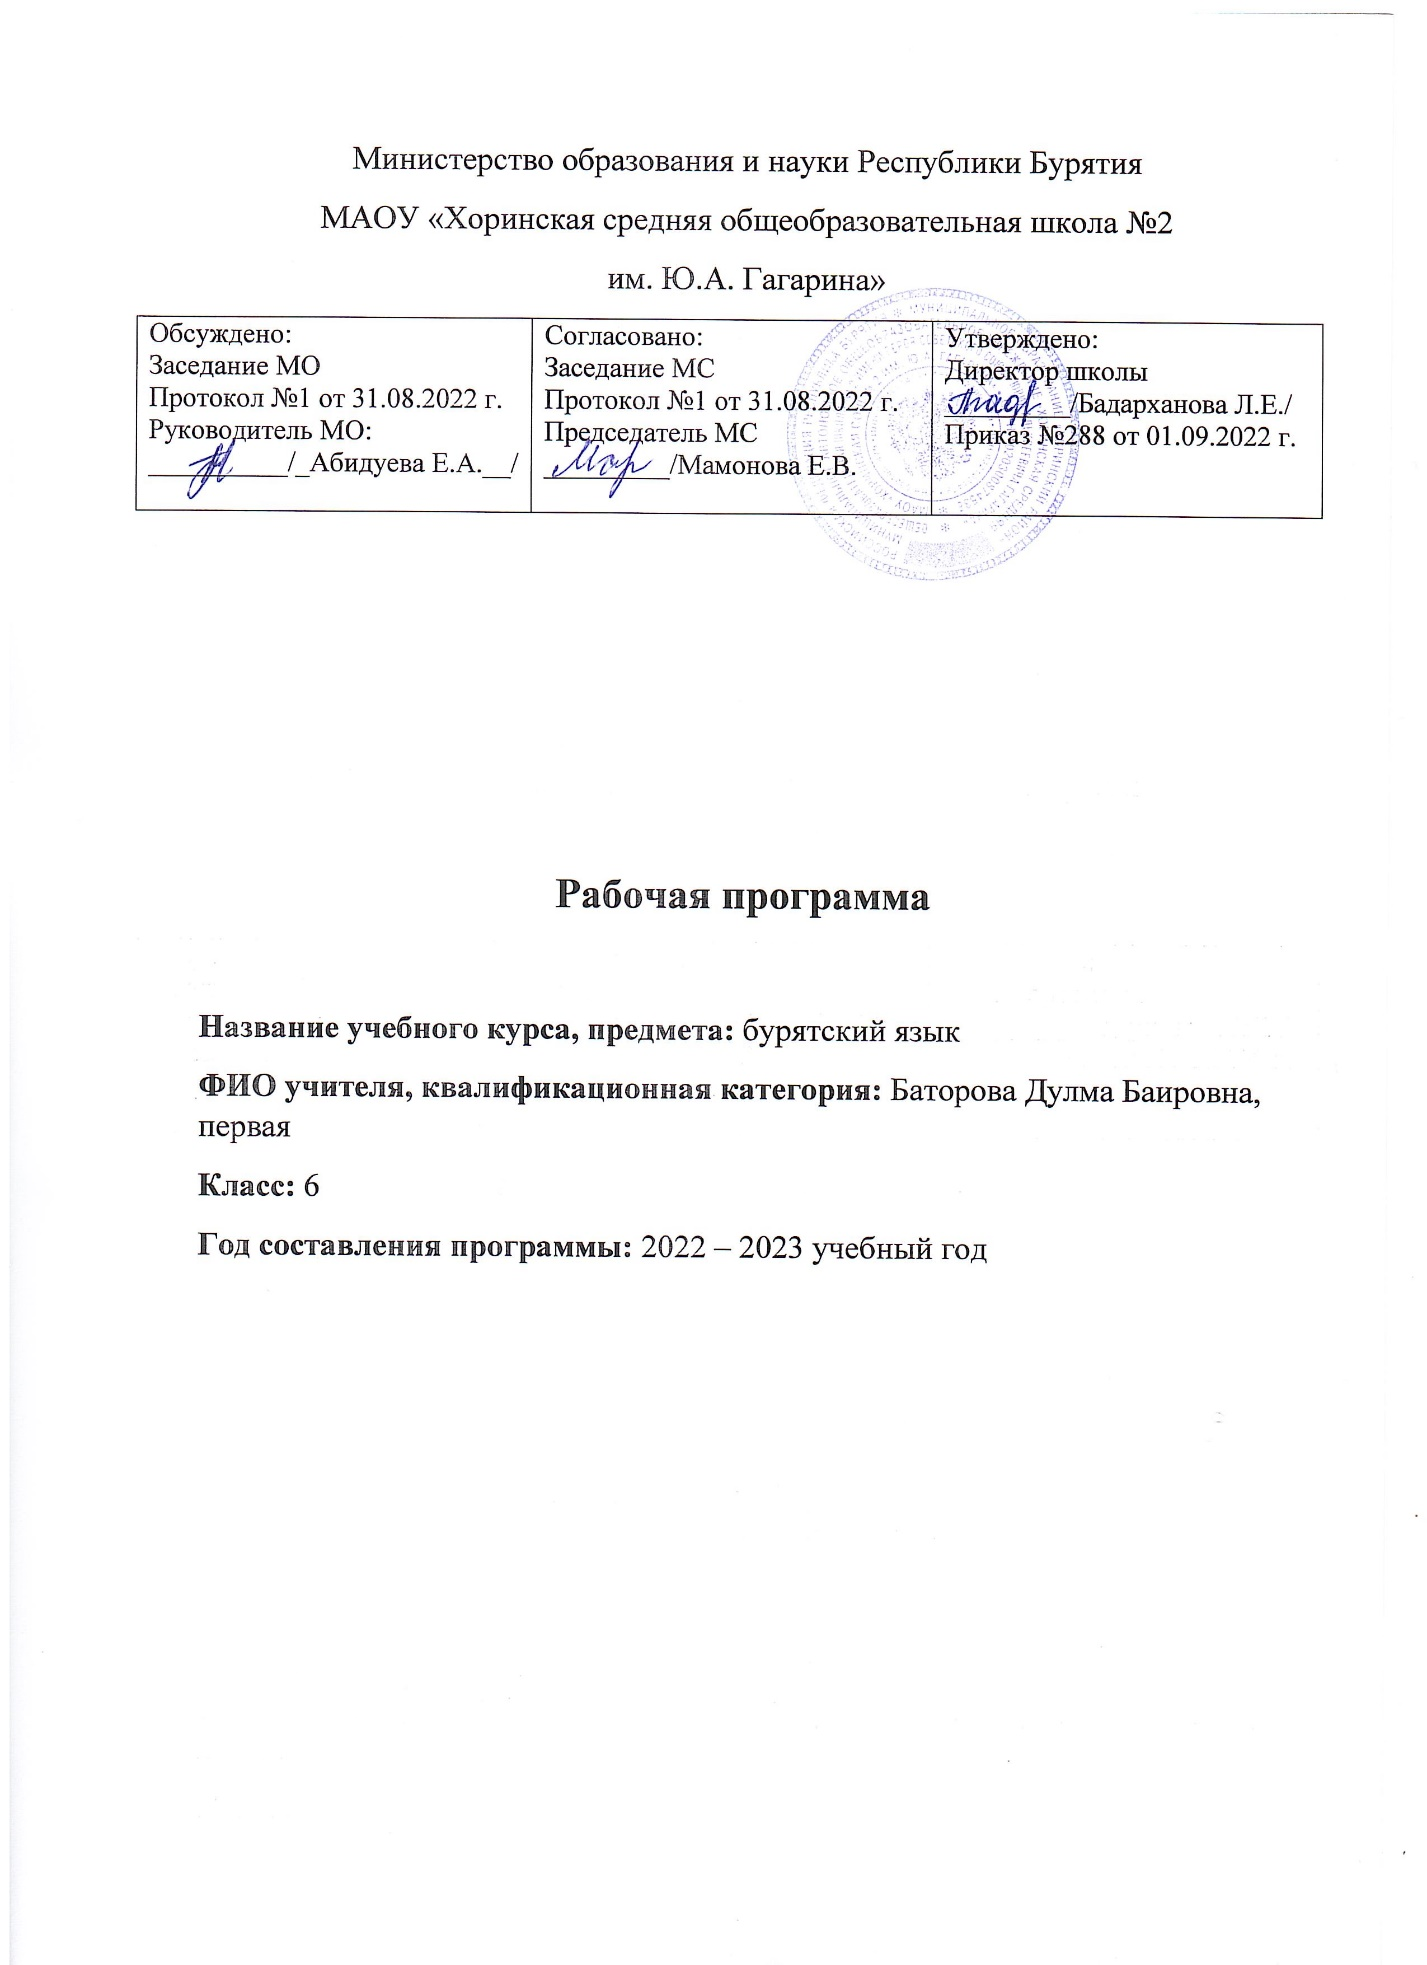 Министерство образования и науки Республики Бурятия
МАОУ «Хоринская средняя общеобразовательная школа №2
им. Ю.А. Гагарина»
Обсуждено:
Заседание МО
Протокол №1 от 31.08.2022 г.
Руководитель МО:
__________/_Абидуева Е.А.__/
Согласовано:
Заседание МС
Протокол №1 от 31.08.2022 г.
Председатель МС
_________/Мамонова Е.В.
Утверждено:
Директор школы
_________/Бадарханова Л.Е./
Приказ №288 от 01.09.2022 г.
Рабочая программа
Название учебного курса, предмета: бурятский язык
ФИО учителя, квалификационная категория: Баторова Дулма Баировна,
первая
Класс: 6
Год составления программы: 2022 – 2023 учебный год